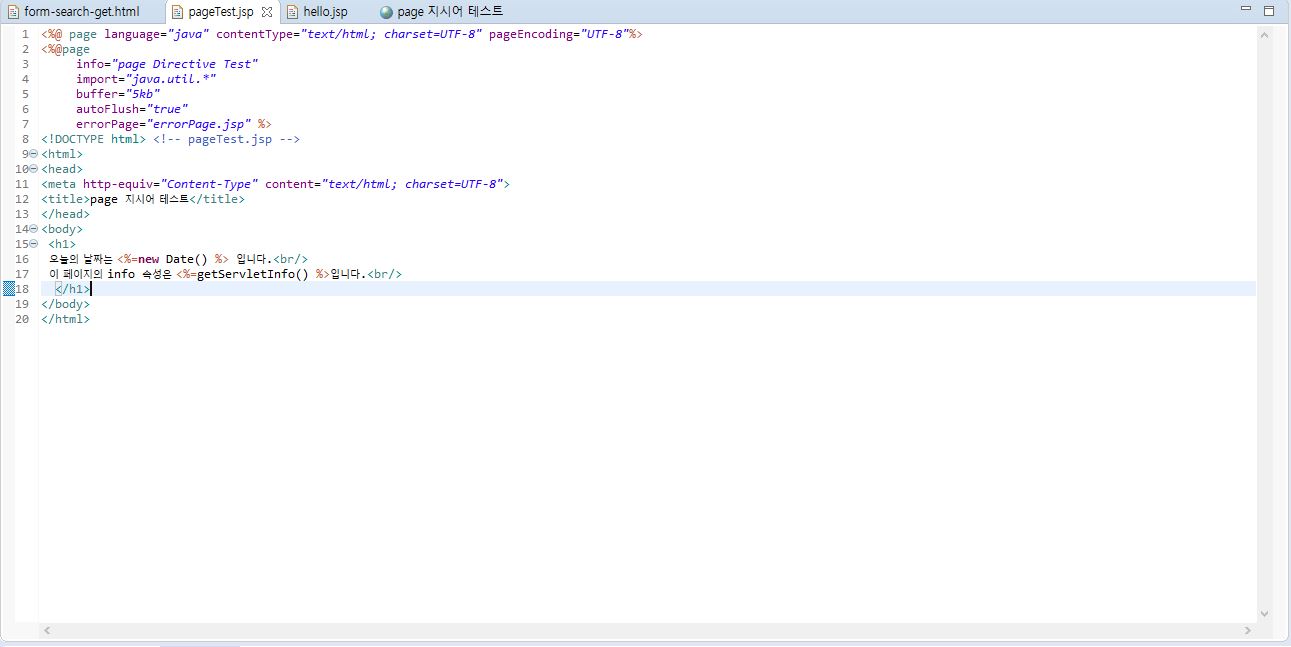 form-search-get.html pageTest.jsp hello.jsp page 지시어 테스트
1 <%@ page language="java" contentType="text/html; charset=UTF-8" pageEncoding="UTF-8"%>
2 <%@page
3 info="page Directive Test"
4 import="java.util.*"
5 buffer="5kb"
6 autoFlush="true"
7 errorPage="errorPage.jsp" %>
8 <!DOCTYPE html> <!-- pageTest.jsp -->
9 <html>
10 <head>
11 <meta http-equiv="Content-Type" content="text/html; charset=UTF-8">
12 <title>page 지시어 테스트</title>
13 </head>
14 <body>
15 <h1>
16 오늘의 날짜는 <%=new Date() %> 입니다.<br/>
17 이 페이지의 info 속성은 <%=getServletInfo() %>입니다.<br/>
18 </h1>
19 </body>
20 </html>